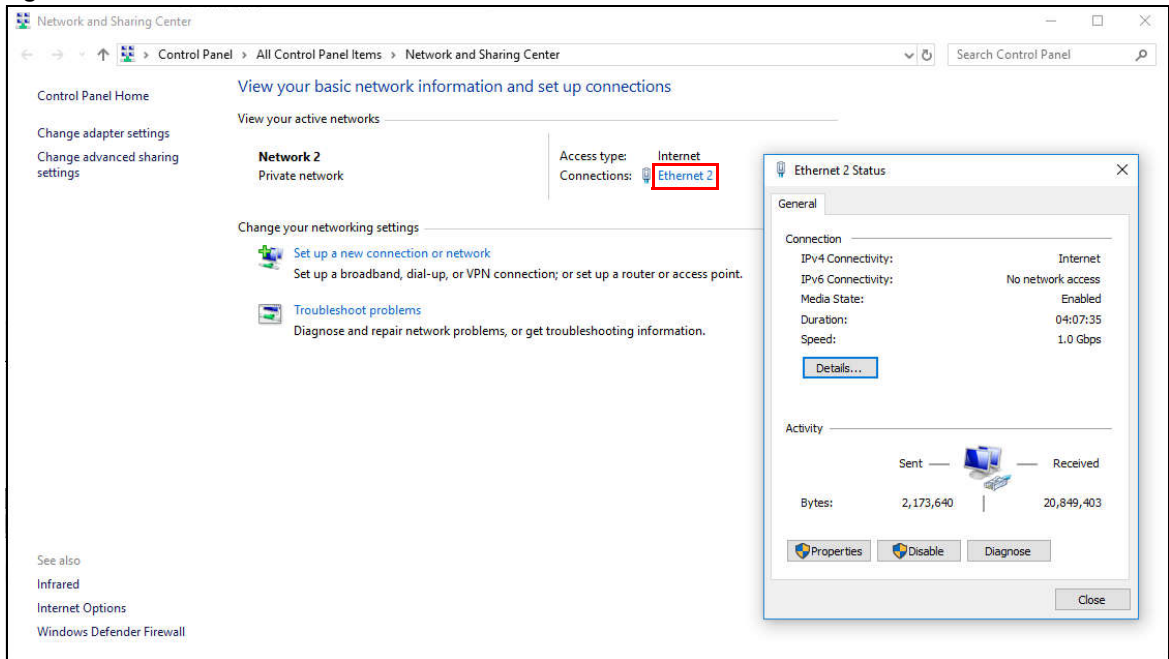 Network and Sharing Center
Control Panel > All Control Panel Items > Network and Sharing Center
Search Control Panel
Control Panel Home
Change adapter settings
Change advanced sharing
settings
View your basic network information and set up connections
View your active networks
Network 2
Private network
Access type: Internet
Connections: Ethernet 2
Change your networking settings
Set up a new connection or network
Set up a broadband, dial-up, or VPN connection; or set up a router or access point.
Troubleshoot problems
Diagnose and repair network problems, or get troubleshooting information.
See also
Infrared
Internet Options
Windows Defender Firewall
Ethernet 2 Status
General
Connection
IPv4 Connectivity: Internet
IPv6 Connectivity: No network access
Media State: Enabled
Duration: 04:07:35
Speed: 1.0 Gbps
Details...
Activity
Sent Received
Bytes: 2,173,640 20,849,403
Properties Disable Diagnose
Close